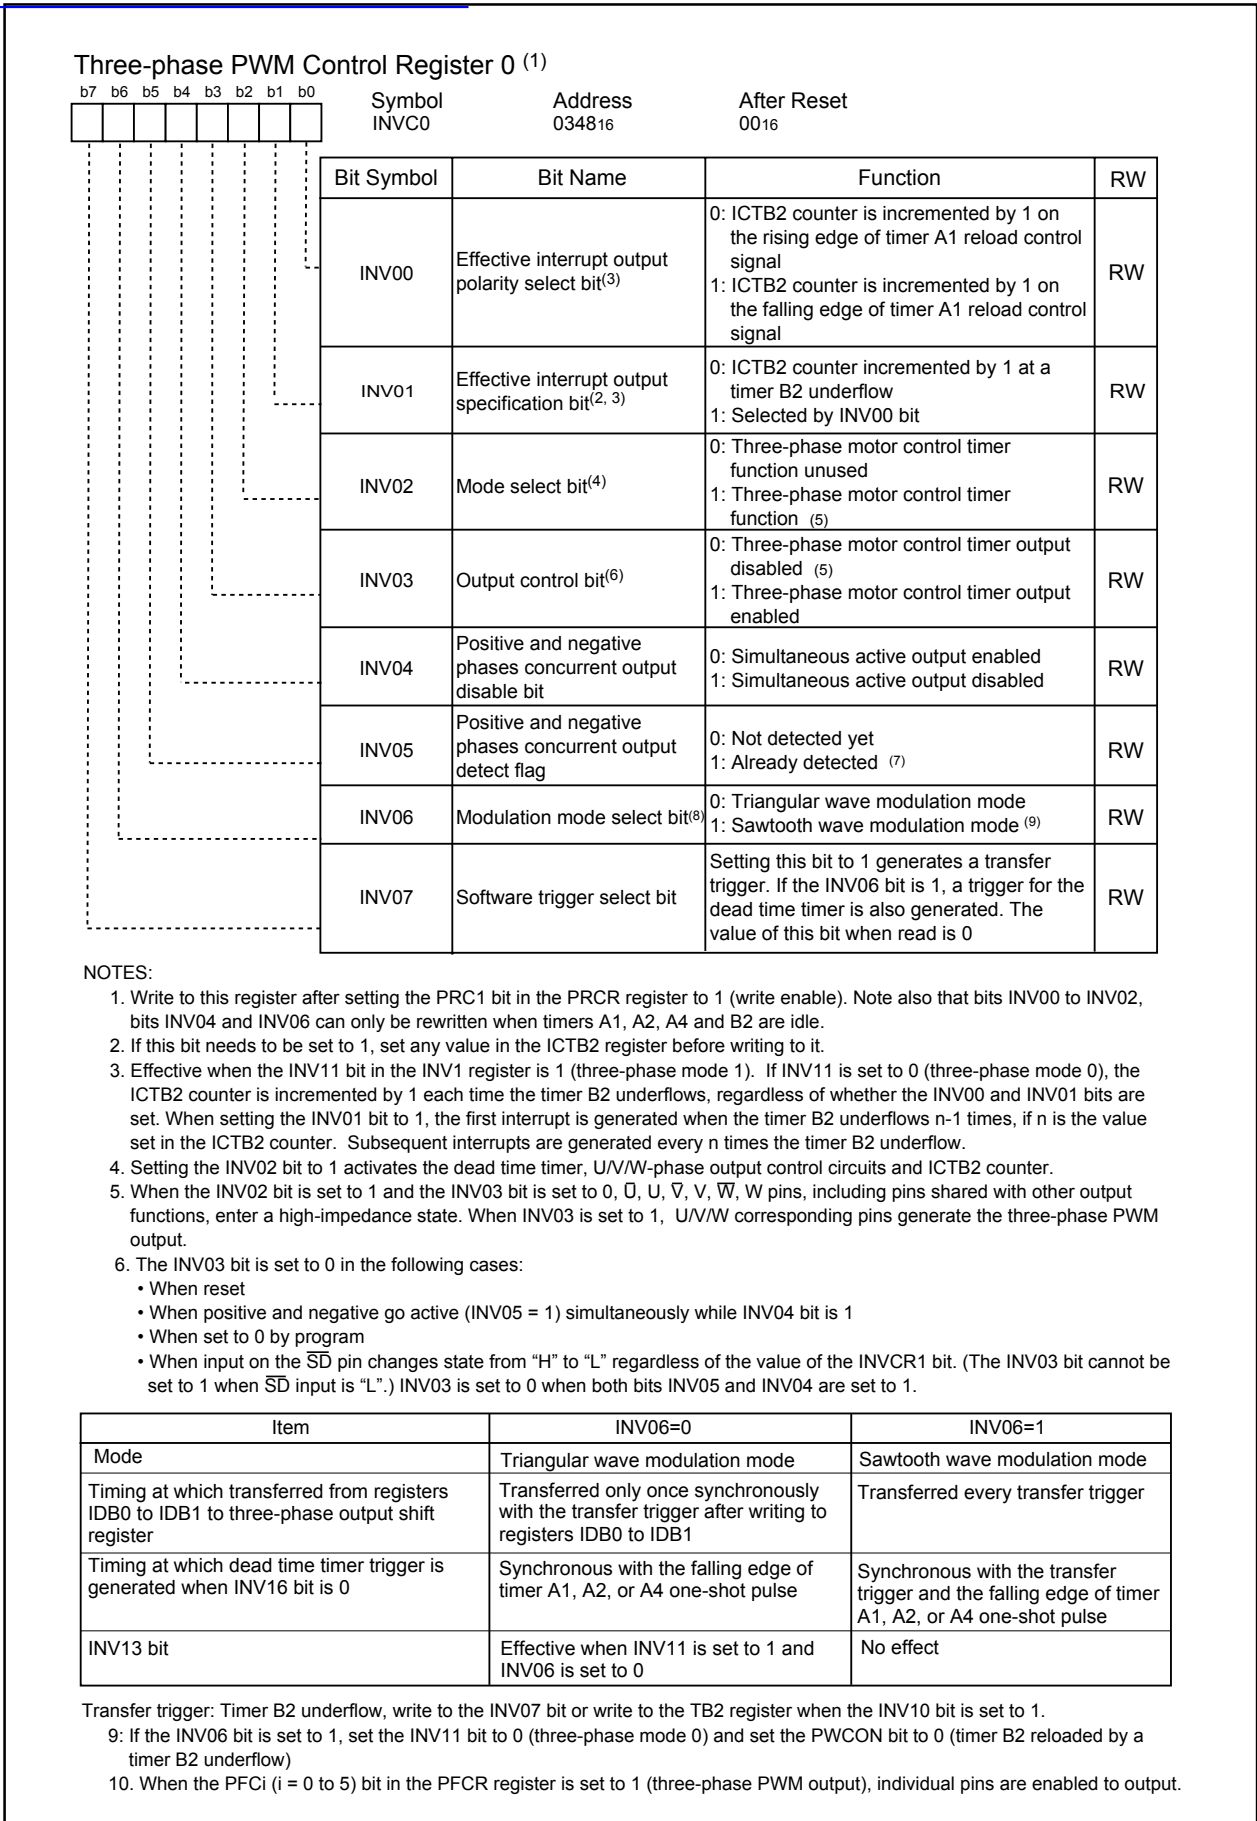 Three-phase PWM Control Register 0 (1)
b7 b6 b5 b4 b3 b2 b1 b0
Symbol Address After Reset
INVC0 034816 0016
Bit Symbol Bit Name Function RW
INV00
Effective interrupt output
polarity select bit(3)
0: ICTB2 counter is incremented by 1 on
the rising edge of timer A1 reload control
signal
1: ICTB2 counter is incremented by 1 on
the falling edge of timer A1 reload control
signal
RW
INV01
Effective interrupt output
specification bit(2, 3)
0: ICTB2 counter incremented by 1 at a
timer B2 underflow
1: Selected by INV00 bit
RW
INV02
Mode select bit(4)
0: Three-phase motor control timer
function unused
1: Three-phase motor control timer
function (5)
RW
INV03
Output control bit(6)
0: Three-phase motor control timer output
disabled (5)
1: Three-phase motor control timer output
enabled
RW
INV04
Positive and negative
phases concurrent output
disable bit
0: Simultaneous active output enabled
1: Simultaneous active output disabled
RW
INV05
Positive and negative
phases concurrent output
detect flag
0: Not detected yet
1: Already detected (7)
RW
INV06
Modulation mode select bit(8)
0: Triangular wave modulation mode
1: Sawtooth wave modulation mode (9)
RW
INV07
Software trigger select bit
Setting this bit to 1 generates a transfer
trigger. If the INV06 bit is 1, a trigger for the
dead time timer is also generated. The
value of this bit when read is 0
RW
NOTES:
1. Write to this register after setting the PRC1 bit in the PRCR register to 1 (write enable). Note also that bits INV00 to INV02,
bits INV04 and INV06 can only be rewritten when timers A1, A2, A4 and B2 are idle.
2. If this bit needs to be set to 1, set any value in the ICTB2 register before writing to it.
3. Effective when the INV11 bit in the INV1 register is 1 (three-phase mode 1). If INV11 is set to 0 (three-phase mode 0), the
ICTB2 counter is incremented by 1 each time the timer B2 underflows, regardless of whether the INV00 and INV01 bits are
set. When setting the INV01 bit to 1, the first interrupt is generated when the timer B2 underflows n-1 times, if n is the value
set in the ICTB2 counter. Subsequent interrupts are generated every n times the timer B2 underflow.
4. Setting the INV02 bit to 1 activates the dead time timer, U/V/W-phase output control circuits and ICTB2 counter.
5. When the INV02 bit is set to 1 and the INV03 bit is set to 0, U̅, U, V̅, V, W̅, W pins, including pins shared with other output
functions, enter a high-impedance state. When INV03 is set to 1, U/V/W corresponding pins generate the three-phase PWM
output.
6. The INV03 bit is set to 0 in the following cases:
• When reset
• When positive and negative go active (INV05 = 1) simultaneously while INV04 bit is 1
• When set to 0 by program
• When input on the S̅D̅ pin changes state from “H” to “L” regardless of the value of the INVCR1 bit. (The INV03 bit cannot be
set to 1 when S̅D̅ input is “L”.) INV03 is set to 0 when both bits INV05 and INV04 are set to 1.
Item INV06=0 INV06=1
Mode Triangular wave modulation mode Sawtooth wave modulation mode
Timing at which transferred from registers
IDB0 to IDB1 to three-phase output shift
register
Transferred only once synchronously
with the transfer trigger after writing to
registers IDB0 to IDB1
Transferred every transfer trigger
Timing at which dead time timer trigger is
generated when INV16 bit is 0
Synchronous with the falling edge of
timer A1, A2, or A4 one-shot pulse
Synchronous with the transfer
trigger and the falling edge of timer
A1, A2, or A4 one-shot pulse
INV13 bit
Effective when INV11 is set to 1 and
INV06 is set to 0
No effect
Transfer trigger: Timer B2 underflow, write to the INV07 bit or write to the TB2 register when the INV10 bit is set to 1.
9: If the INV06 bit is set to 1, set the INV11 bit to 0 (three-phase mode 0) and set the PWCON bit to 0 (timer B2 reloaded by a
timer B2 underflow)
10. When the PFCi (i = 0 to 5) bit in the PFCR register is set to 1 (three-phase PWM output), individual pins are enabled to output.